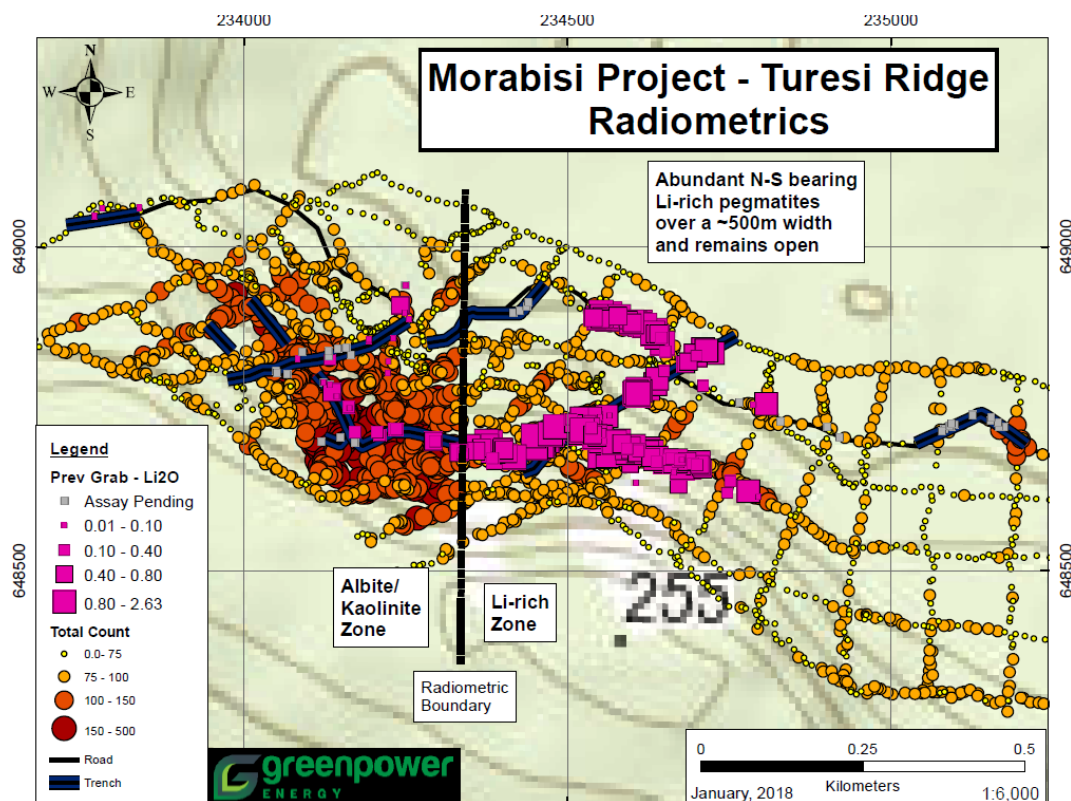 234000
234500
235000
N
W
E
S
Morabisi Project - Turesi Ridge
Radiometrics
Abundant N-S bearing
Li-rich pegmatites
over a ~500m width
and remains open
649000
649000
648500
648500
Legend
Prev Grab - Li2O
Assay Pending
0.01 - 0.10
0.10 - 0.40
0.40 - 0.80
0.80 - 2.63
Total Count
0.0- 75
75 - 100
100 - 150
150 - 500
Road
Trench
Albite/
Kaolinite
Zone
Li-rich
Zone
255
Radiometric
Boundary
greenpower
ENERGY
0
0.25
0.5
Kilometers
January, 2018
1:6,000